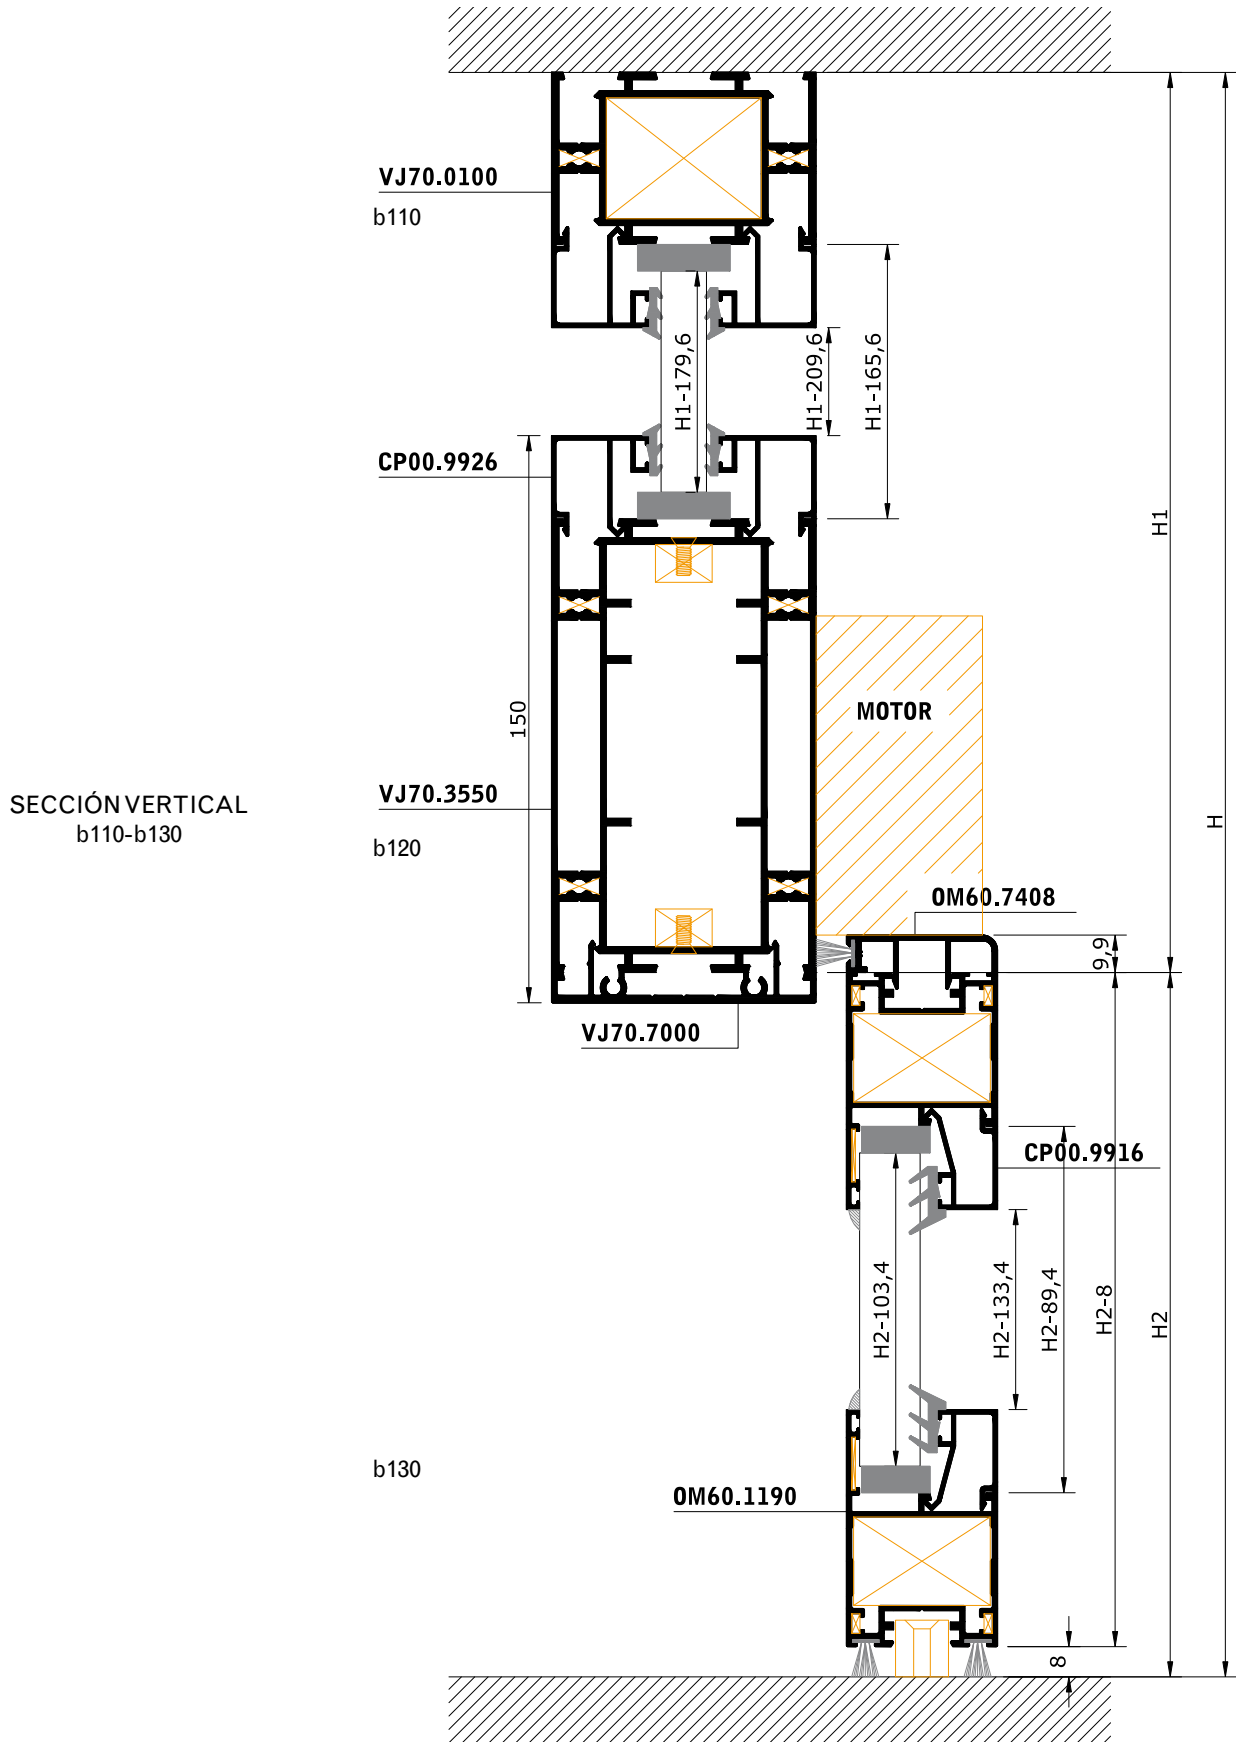 VJ70.0100
b110
H1-179,6
H1-209,6
H1-165,6
CP00.9926
H1
150
MOTOR
SECCIÓN VERTICAL
b110-b130
VJ70.3550
b120
H
OM60.7408
9,9
VJ70.7000
CP00.9916
H2-103,4
H2-133,4
H2-89,4
H2-8
H2
b130
OM60.1190
8